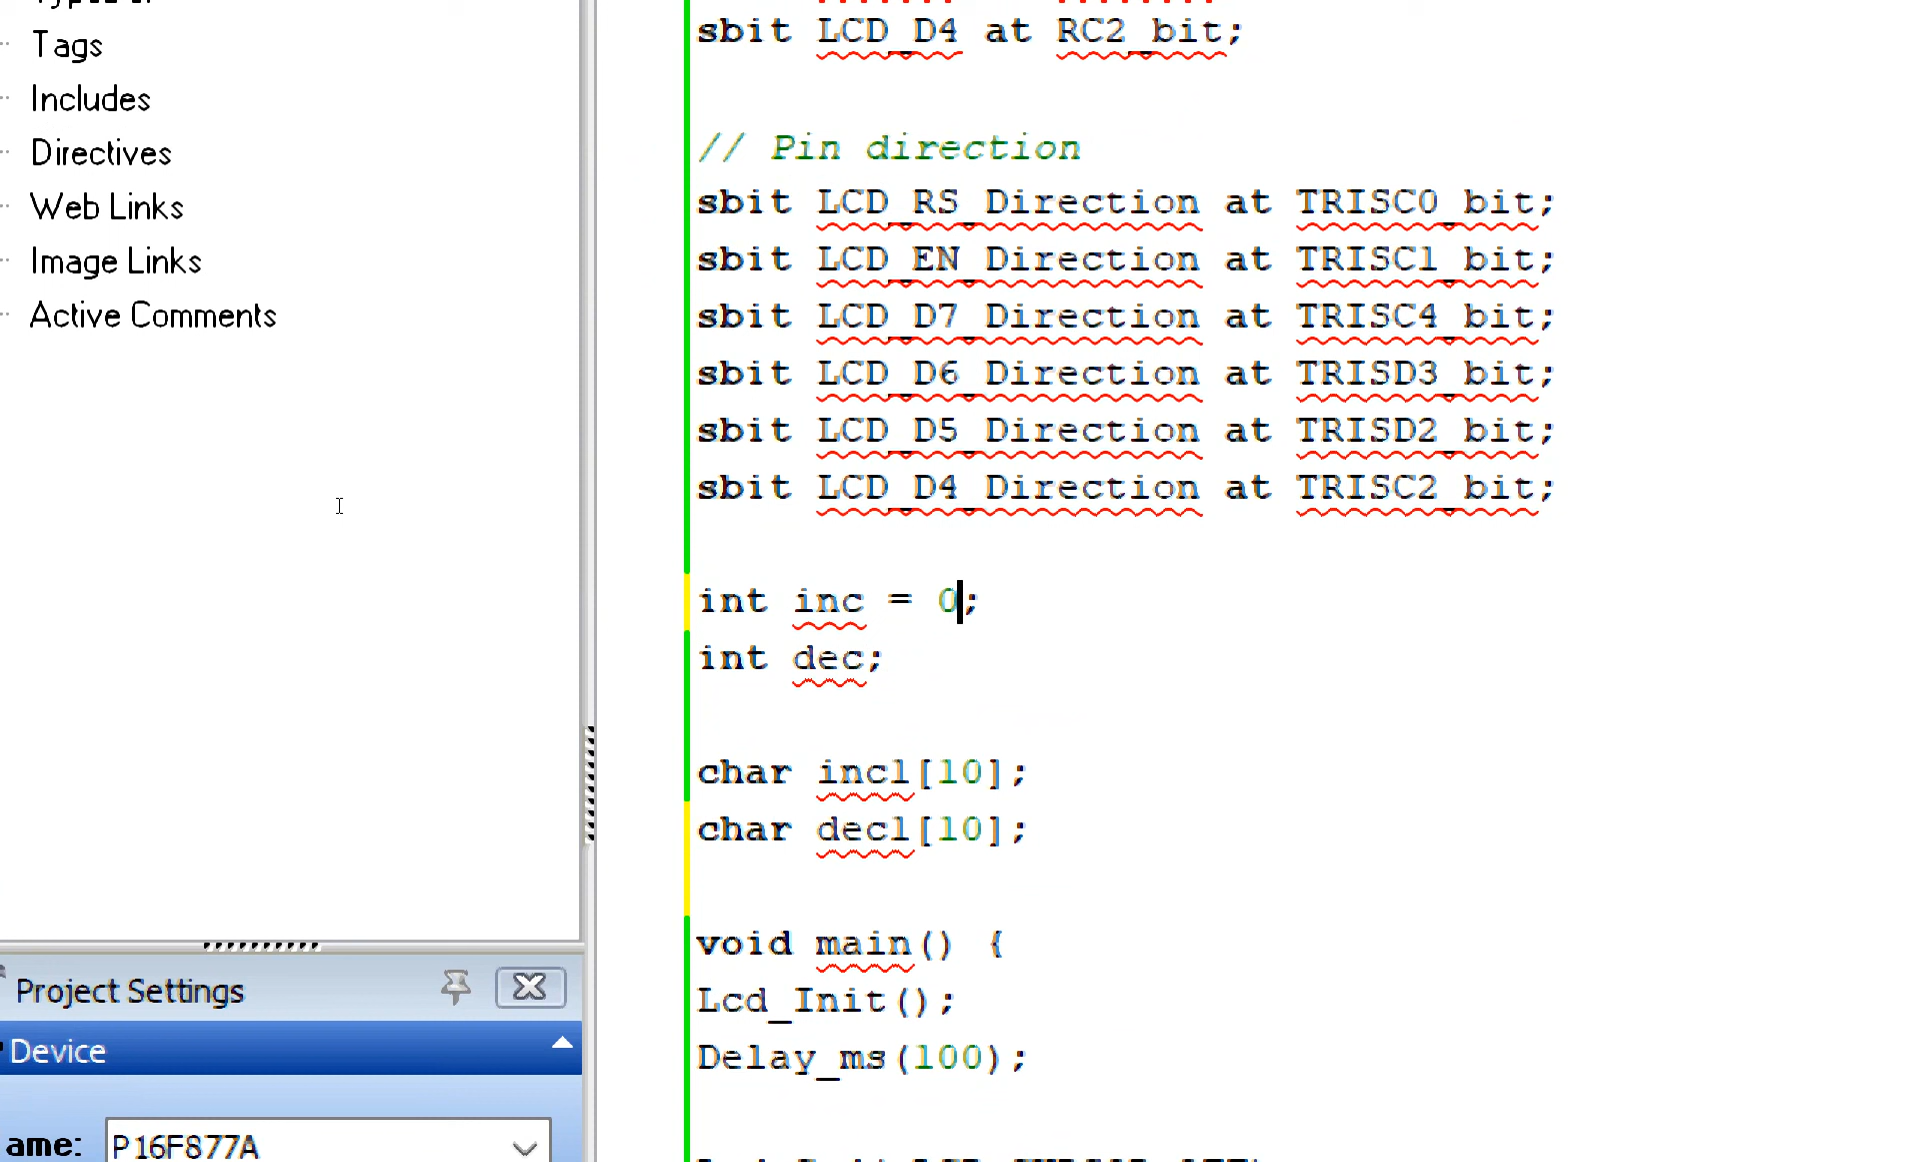 Tags
Includes
Directives
Web Links
Image Links
Active Comments
sbit LCD_D4 at RC2_bit;
// Pin direction
sbit LCD_RS_Direction at TRISC0_bit;
sbit LCD_EN_Direction at TRISC1_bit;
sbit LCD_D7_Direction at TRISC4_bit;
sbit LCD_D6_Direction at TRISD3_bit;
sbit LCD_D5_Direction at TRISD2_bit;
sbit LCD_D4_Direction at TRISC2_bit;
int inc = 0;
int dec;
char inc1[10];
char dec1[10];
void main() {
Lcd_Init();
Delay_ms(100);
Project Settings
Device
ame:
P16F877A